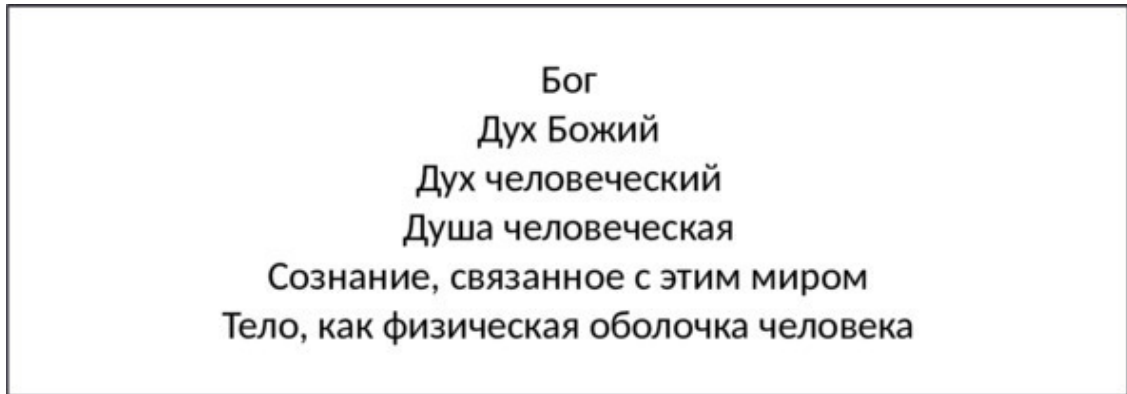 Бог
Дух Божий
Дух человеческий
Душа человеческая
Сознание, связанное с этим миром
Тело, как физическая оболочка человека